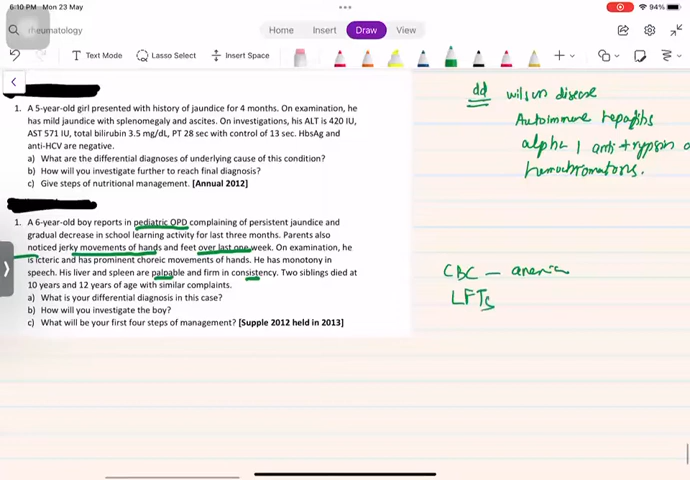 6:10 PM Mon 23 May
94%
rheumatology
Home Insert Draw View
Text Mode Lasso Select Insert Space
1. A 5-year-old girl presented with history of jaundice for 4 months. On examination, he
has mild jaundice with splenomegaly and ascites. On investigations, his ALT is 420 IU,
AST 571 IU, total bilirubin 3.5 mg/dL, PT 28 sec with control of 13 sec. HbsAg and
anti-HCV are negative.
a) What are the differential diagnoses of underlying cause of this condition?
b) How will you investigate further to reach final diagnosis?
c) Give steps of nutritional management. [Annual 2012]
1. A 6-year-old boy reports in pediatric OPD complaining of persistent jaundice and
gradual decrease in school learning activity for last three months. Parents also
noticed jerky movements of hands and feet over last one week. On examination, he
is icteric and has prominent choreic movements of hands. He has monotony in
speech. His liver and spleen are palpable and firm in consistency. Two siblings died at
10 years and 12 years of age with similar complaints.
a) What is your differential diagnosis in this case?
b) How will you investigate the boy?
c) What will be your first four steps of management? [Supple 2012 held in 2013]
dd wilson disease
Autoimmune
alpha 1 anti trypsin
CBC - anemia
LFTs